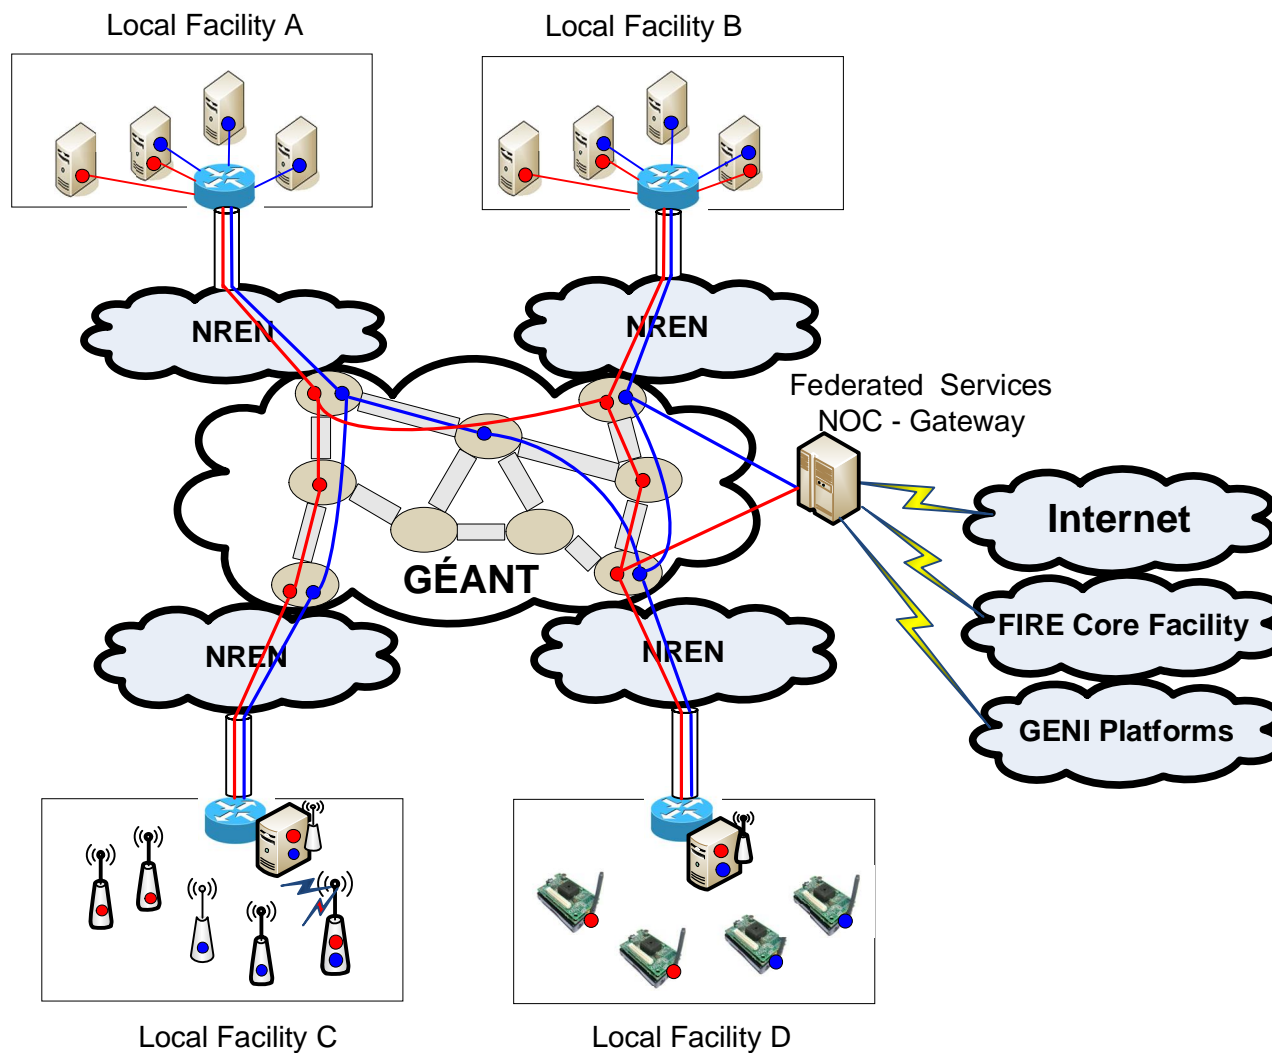 Local Facility A
Local Facility B
NREN
NREN
Federated Services
NOC - Gateway
Internet
GÉANT
FIRE Core Facility
NREN
NREN
GENI Platforms
Local Facility C
Local Facility D